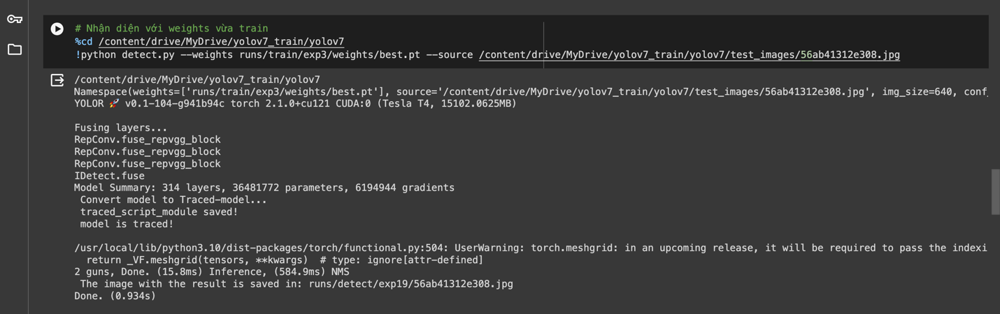 # Nhận diện với weights vừa train
%cd /content/drive/MyDrive/yolov7_train/yolov7
!python detect.py --weights runs/train/exp3/weights/best.pt --source /content/drive/MyDrive/yolov7_train/yolov7/test_images/56ab41312e308.jpg
/content/drive/MyDrive/yolov7_train/yolov7
Namespace(weights=['runs/train/exp3/weights/best.pt'], source='/content/drive/MyDrive/yolov7_train/yolov7/test_images/56ab41312e308.jpg', img_size=640, conf_
YOLOR 🚀 v0.1-104-g941b94c torch 2.1.0+cu121 CUDA:0 (Tesla T4, 15102.0625MB)
Fusing layers...
RepConv.fuse_repvgg_block
RepConv.fuse_repvgg_block
RepConv.fuse_repvgg_block
IDetect.fuse
Model Summary: 314 layers, 36481772 parameters, 6194944 gradients
Convert model to Traced-model...
traced_script_module saved!
model is traced!
/usr/local/lib/python3.10/dist-packages/torch/functional.py:504: UserWarning: torch.meshgrid: in an upcoming release, it will be required to pass the indexi
return _VF.meshgrid(tensors, **kwargs)  # type: ignore[attr-defined]
2 guns, Done. (15.8ms) Inference, (584.9ms) NMS
The image with the result is saved in: runs/detect/exp19/56ab41312e308.jpg
Done. (0.934s)